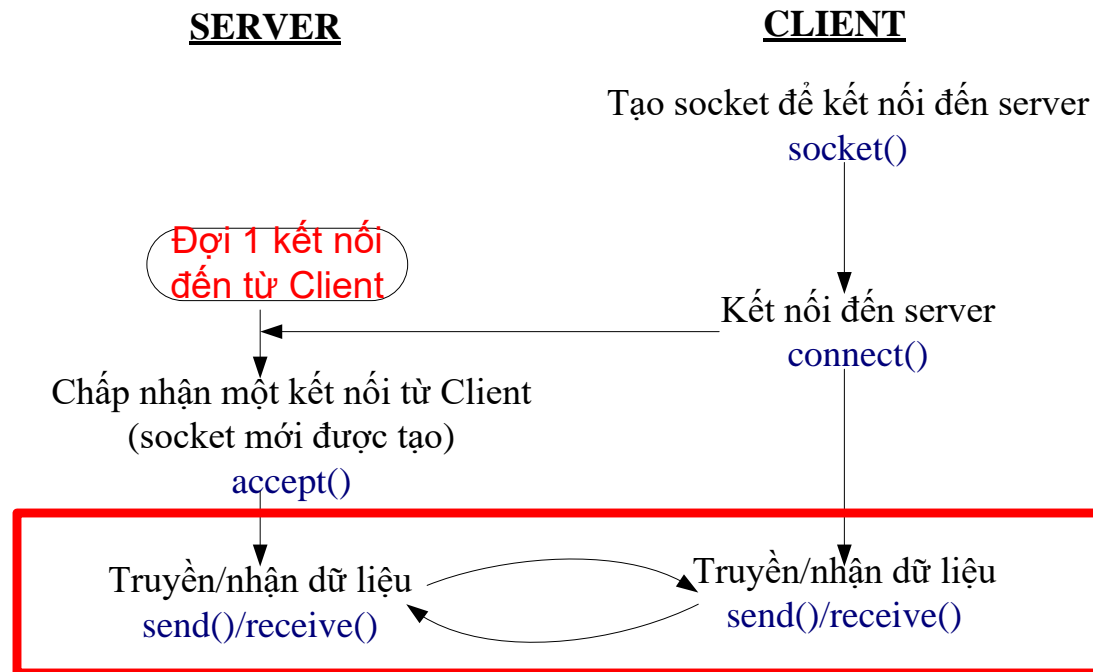 SERVER
CLIENT
Tạo socket để kết nối đến server
socket()
Đợi 1 kết nối
đến từ Client
Kết nối đến server
connect()
Chấp nhận một kết nối từ Client
(socket mới được tạo)
accept()
Truyền/nhận dữ liệu
send()/receive()
Truyền/nhận dữ liệu
send()/receive()